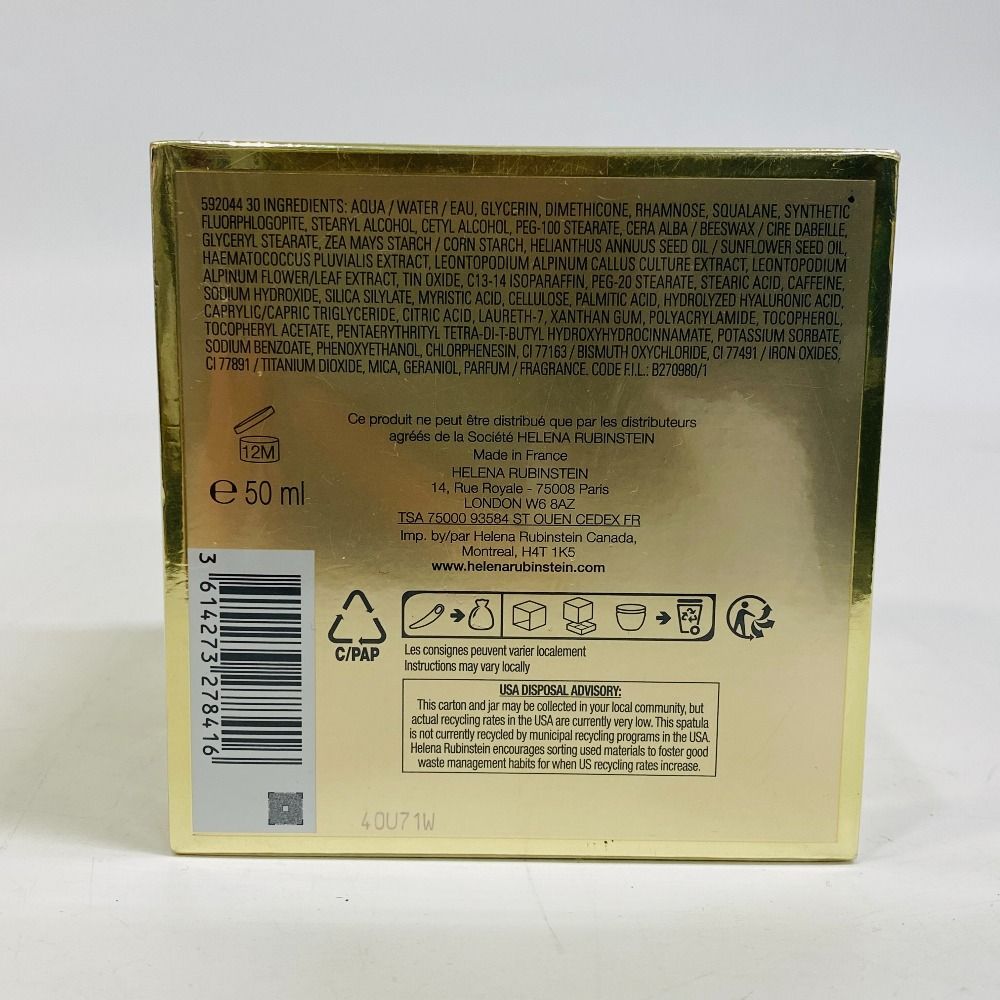 592044 30 INGREDIENTS: AQUA / WATER / EAU, GLYCERIN, DIMETHICONE, RHAMNOSE, SQUALANE, SYNTHETIC
FLUORPHLOGOPITE, STEARYL ALCOHOL, CETYL ALCOHOL, PEG-100 STEARATE, CERA ALBA / BEESWAX / CIRE DABEILLE,
GLYCERYL STEARATE, ZEA MAYS STARCH / CORN STARCH, HELIANTHUS ANNUUS SEED OIL / SUNFLOWER SEED OIL,
HAEMATOCOCCUS PLUVIALIS EXTRACT, LEONTOPODIUM ALPINUM CALLUS CULTURE EXTRACT, LEONTOPODIUM
ALPINUM FLOWER/LEAF EXTRACT, TIN OXIDE, C13-14 ISOPARAFFIN, PEG-20 STEARATE, STEARIC ACID, CAFFEINE,
SODIUM HYDROXIDE, SILICA SILYLATE, MYRISTIC ACID, CELLULOSE, PALMITIC ACID, HYDROLYZED HYALURONIC ACID,
CAPRYLIC/CAPRIC TRIGLYCERIDE, CITRIC ACID, LAURETH-7, XANTHAN GUM, POLYACRYLAMIDE, TOCOPHEROL,
TOCOPHERYL ACETATE, PENTAERYTHRITYL TETRA-DI-T-BUTYL HYDROXYHYDROCINNAMATE, POTASSIUM SORBATE,
SODIUM BENZOATE, PHENOXYETHANOL, CHLORPHENESIN, CI 77163 / BISMUTH OXYCHLORIDE, CI 77491 / IRON OXIDES,
CI 77891 / TITANIUM DIOXIDE, MICA, GERANIOL, PARFUM / FRAGRANCE. CODE F.I.L.: B270980/1
12M
e 50 ml
Ce produit ne peut être distribué que par les distributeurs
agréés de la Société HELENA RUBINSTEIN
Made in France
HELENA RUBINSTEIN
14, Rue Royale - 75008 Paris
LONDON W6 8AZ
TSA 75000 93584 ST OUEN CEDEX FR
Imp. by/par Helena Rubinstein Canada,
Montreal, H4T 1K5
www.helenarubinstein.com
3 614273 278416
C/PAP
Les consignes peuvent varier localement
Instructions may vary locally
USA DISPOSAL ADVISORY:
This carton and jar may be collected in your local community, but
actual recycling rates in the USA are currently very low. This spatula
is not currently recycled by municipal recycling programs in the USA.
Helena Rubinstein encourages sorting used materials to foster good
waste management habits for when US recycling rates increase.
40U71W